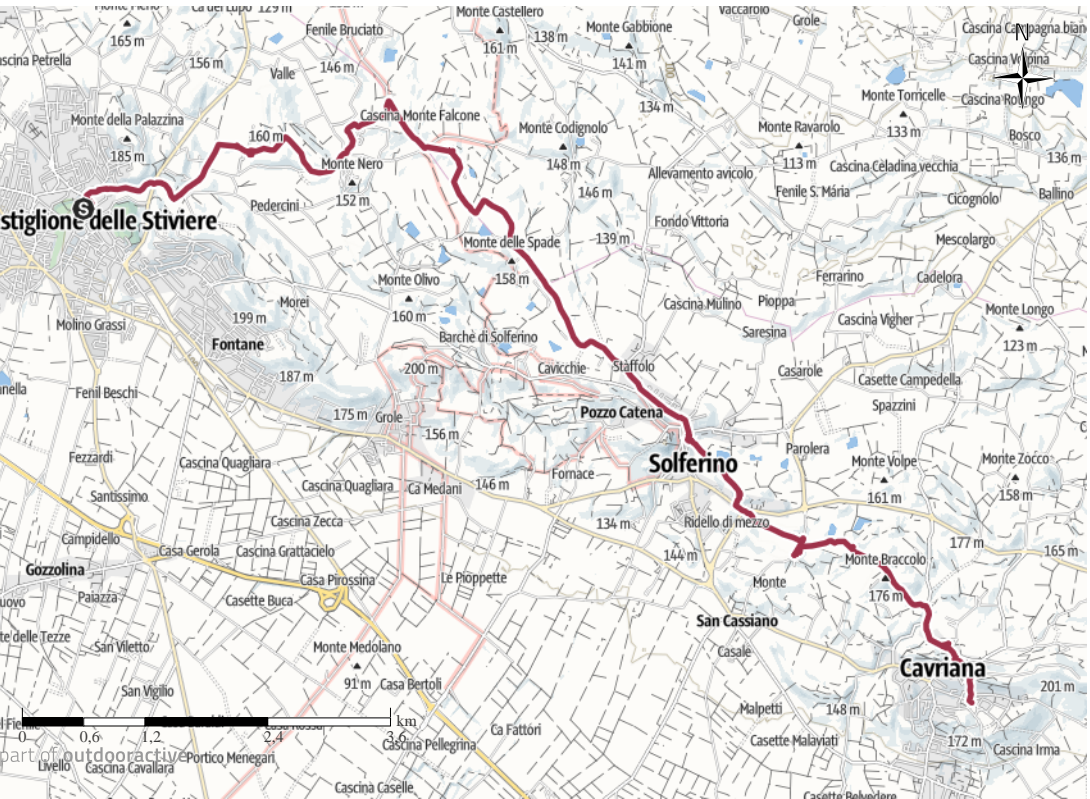 Monte Castellero
Vaccarolo
165 m
129 m
Fenile Bruciato
161 m
138 m
Monte Gabbione
Grole
Cascina Campagna bian
ascina Petrella
156 m
Valle
146 m
141 m
N
Cascina Volpina
Monte della Palazzina
134 m
Monte Torricelle
Cascina Rolongo
160 m
Cascina Monte Falcone
Monte Codignolo
Monte Ravarolo
133 m
Bosco
185 m
Monte Nero
148 m
113 m
Cascina Celadina vecchia
136 m
152 m
Allevamento avicolo
146 m
Fenile S. Maria
Cicognolo
Ballino
S
Pedercini
stiglione delle Stiviere
Fondo Vittoria
Monte delle Spade
139 m
Mescolargo
158 m
Monte Olivo
Ferrarino
Cadelora
Morei
160 m
Cascina Mulino
Pioppa
Monte Longo
199 m
Cascina Vigher
Molino Grassi
Fontane
Barche di Solferino
Saresina
123 m
200 m
Cavicchie
Staffolo
Casarole
nella
Fenil Beschi
187 m
Casette Campedella
175 m
Grole
Pozzo Catena
Spazzini
156 m
Fezzardi
Cascina Quagliara
Solferino
Parolera
Monte Volpe
Monte Zocco
Santissimo
Cascina Quagliara
Ca Medani
146 m
Fornace
161 m
158 m
Cascina Zecca
134 m
Ridello di mezzo
Campidello
Casa Gerola
Cascina Grattacielo
144 m
177 m
165 m
Gozzolina
Casa Pirossina
Le Pioppette
Monte Braccolo
Monte
176 m
uovo
Paiazza
Casette Buca
San Cassiano
te delle Tezze
San Viletto
Monte Medolano
Casale
Cavriana
San Vigilio
91 m
Casa Bertoli
201 m
Malpetti
148 m
km
0
0.6
1.2
2.4
3.6
Ca Fattori
Casette Malaviati
172 m
Cascina Irma
part of outdooractive
Portico Menegari
Cascina Pellegrina
Livello
Cascina Cavallara
Cascina Caselle
Casette Belvedere